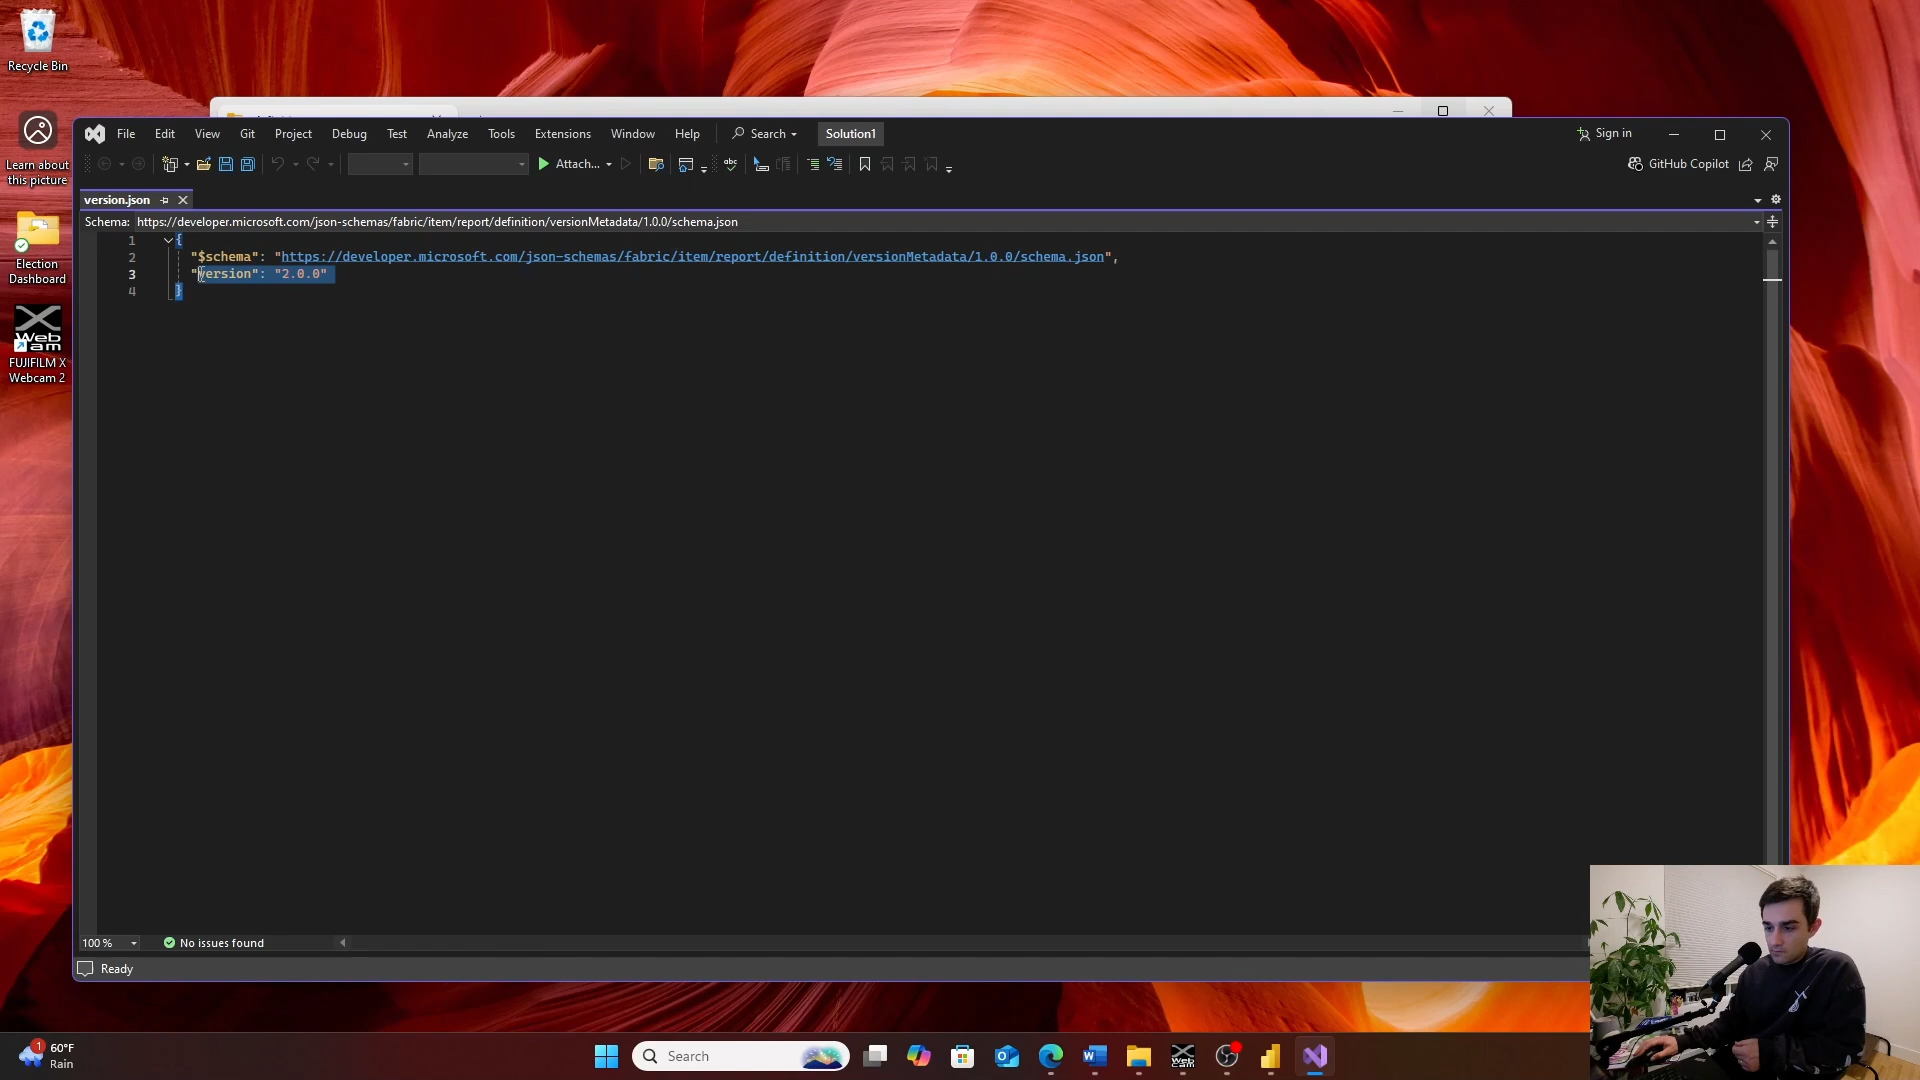 Recycle Bin
Learn about
this picture
Election
Dashboard
Web
am
FUJIFILM X
Webcam 2
File Edit View Git Project Debug Test Analyze Tools Extensions Window Help Search Solution1 Sign in
Attach... abc GitHub Copilot
version.json
Schema: https://developer.microsoft.com/json-schemas/fabric/item/report/definition/versionMetadata/1.0.0/schema.json
1 {
2 "$schema": "https://developer.microsoft.com/json-schemas/fabric/item/report/definition/versionMetadata/1.0.0/schema.json",
3 "version": "2.0.0"
4 }
100 % No issues found
Ready
1 60°F
Rain
Search